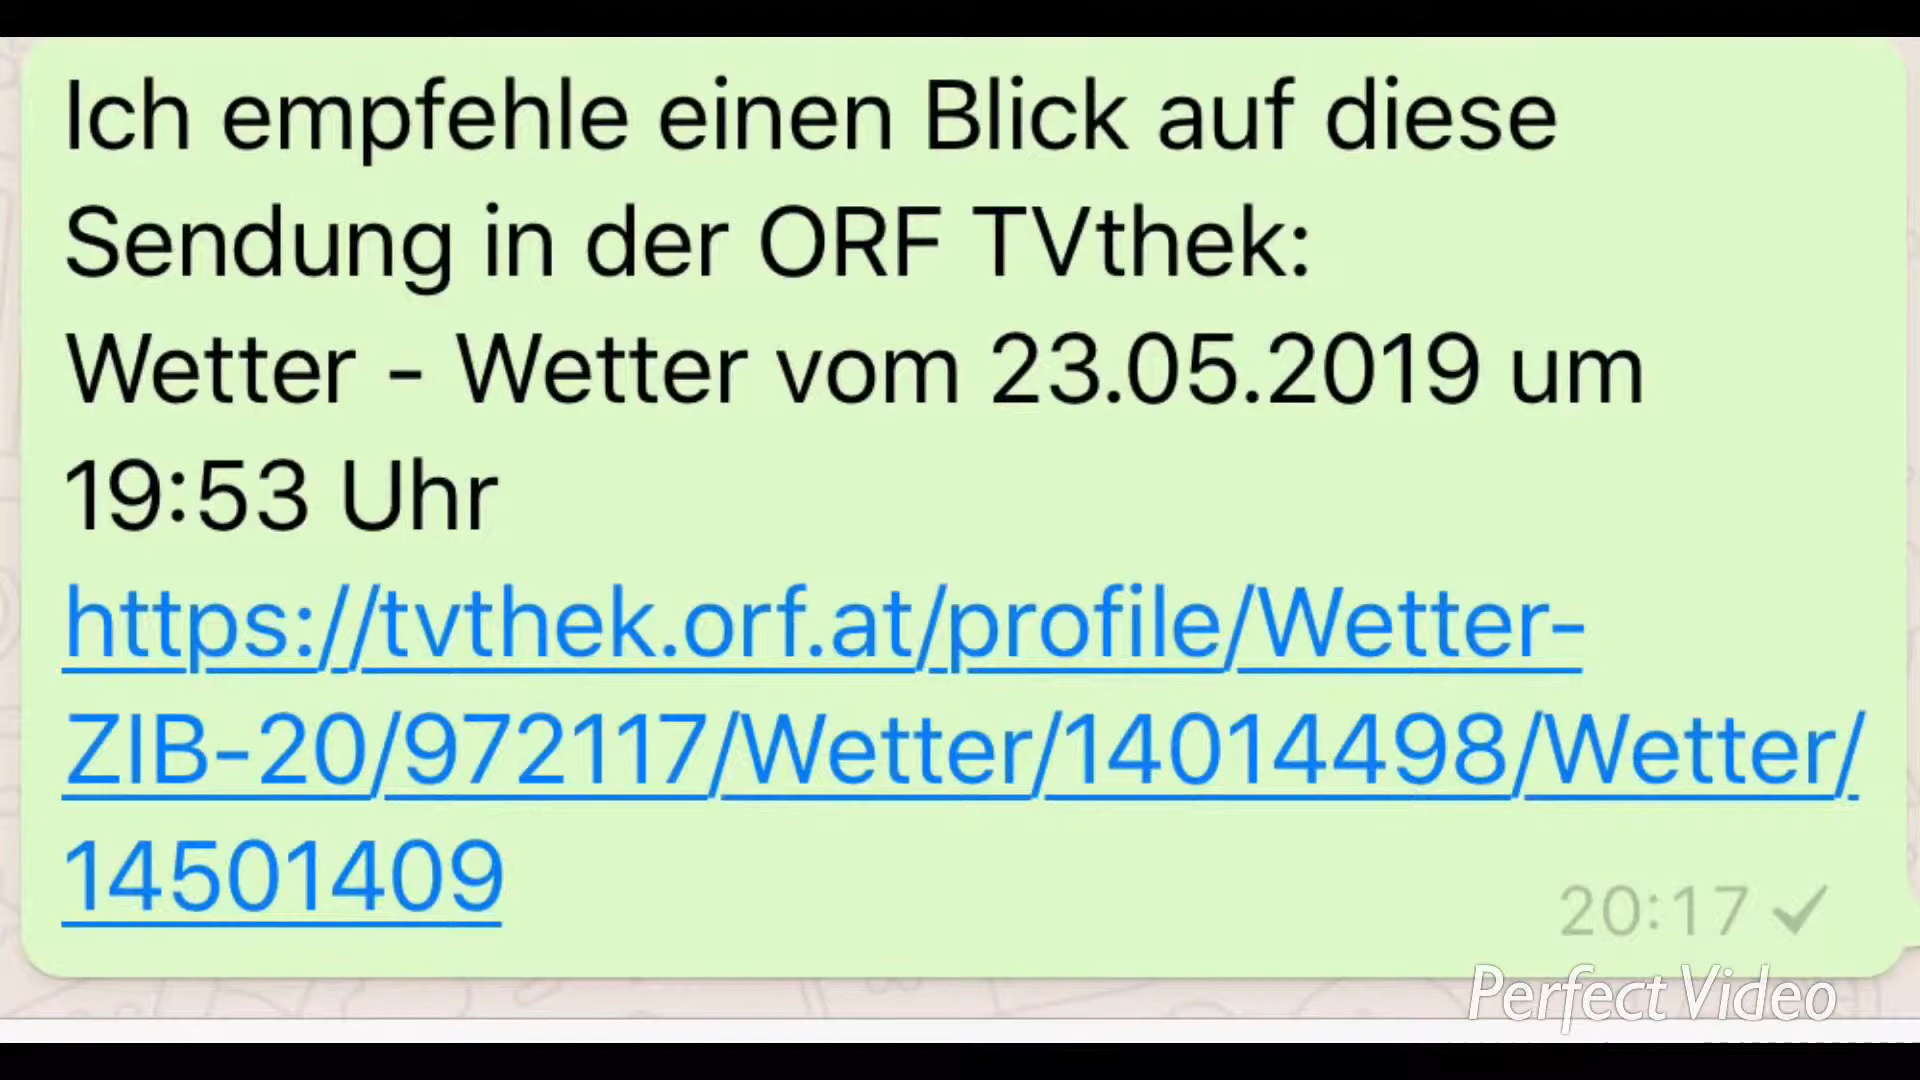 Ich empfehle einen Blick auf diese
Sendung in der ORF TVthek:
Wetter - Wetter vom 23.05.2019 um
19:53 Uhr
https://tvthek.orf.at/profile/Wetter-
ZIB-20/972117/Wetter/14014498/Wetter/
14501409
20:17
Perfect Video